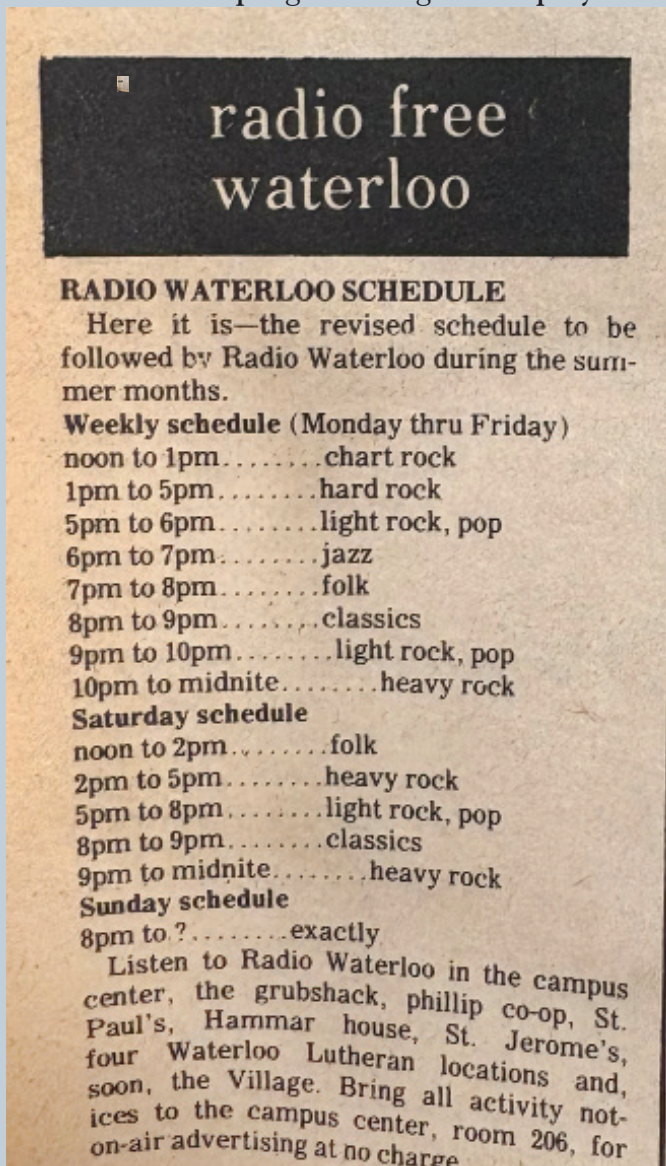 radio free
waterloo
RADIO WATERLOO SCHEDULE
Here it is—the revised schedule to be
followed by Radio Waterloo during the sum-
mer months.
Weekly schedule (Monday thru Friday)
noon to 1pm........chart rock
1pm to 5pm........hard rock
5pm to 6pm........light rock, pop
6pm to 7pm........jazz
7pm to 8pm........folk
8pm to 9pm........classics
9pm to 10pm........light rock, pop
10pm to midnite........heavy rock
Saturday schedule
noon to 2pm........folk
2pm to 5pm........heavy rock
5pm to 8pm........light rock, pop
8pm to 9pm........classics
9pm to midnite........heavy rock
Sunday schedule
8pm to ?........exactly
Listen to Radio Waterloo in the campus
center, the grubshack, phillip co-op, St.
Paul's, Hammar house, St. Jerome's,
four Waterloo Lutheran locations and,
soon, the Village. Bring all activity not-
ices to the campus center, room 206, for
on-air advertising at no charge